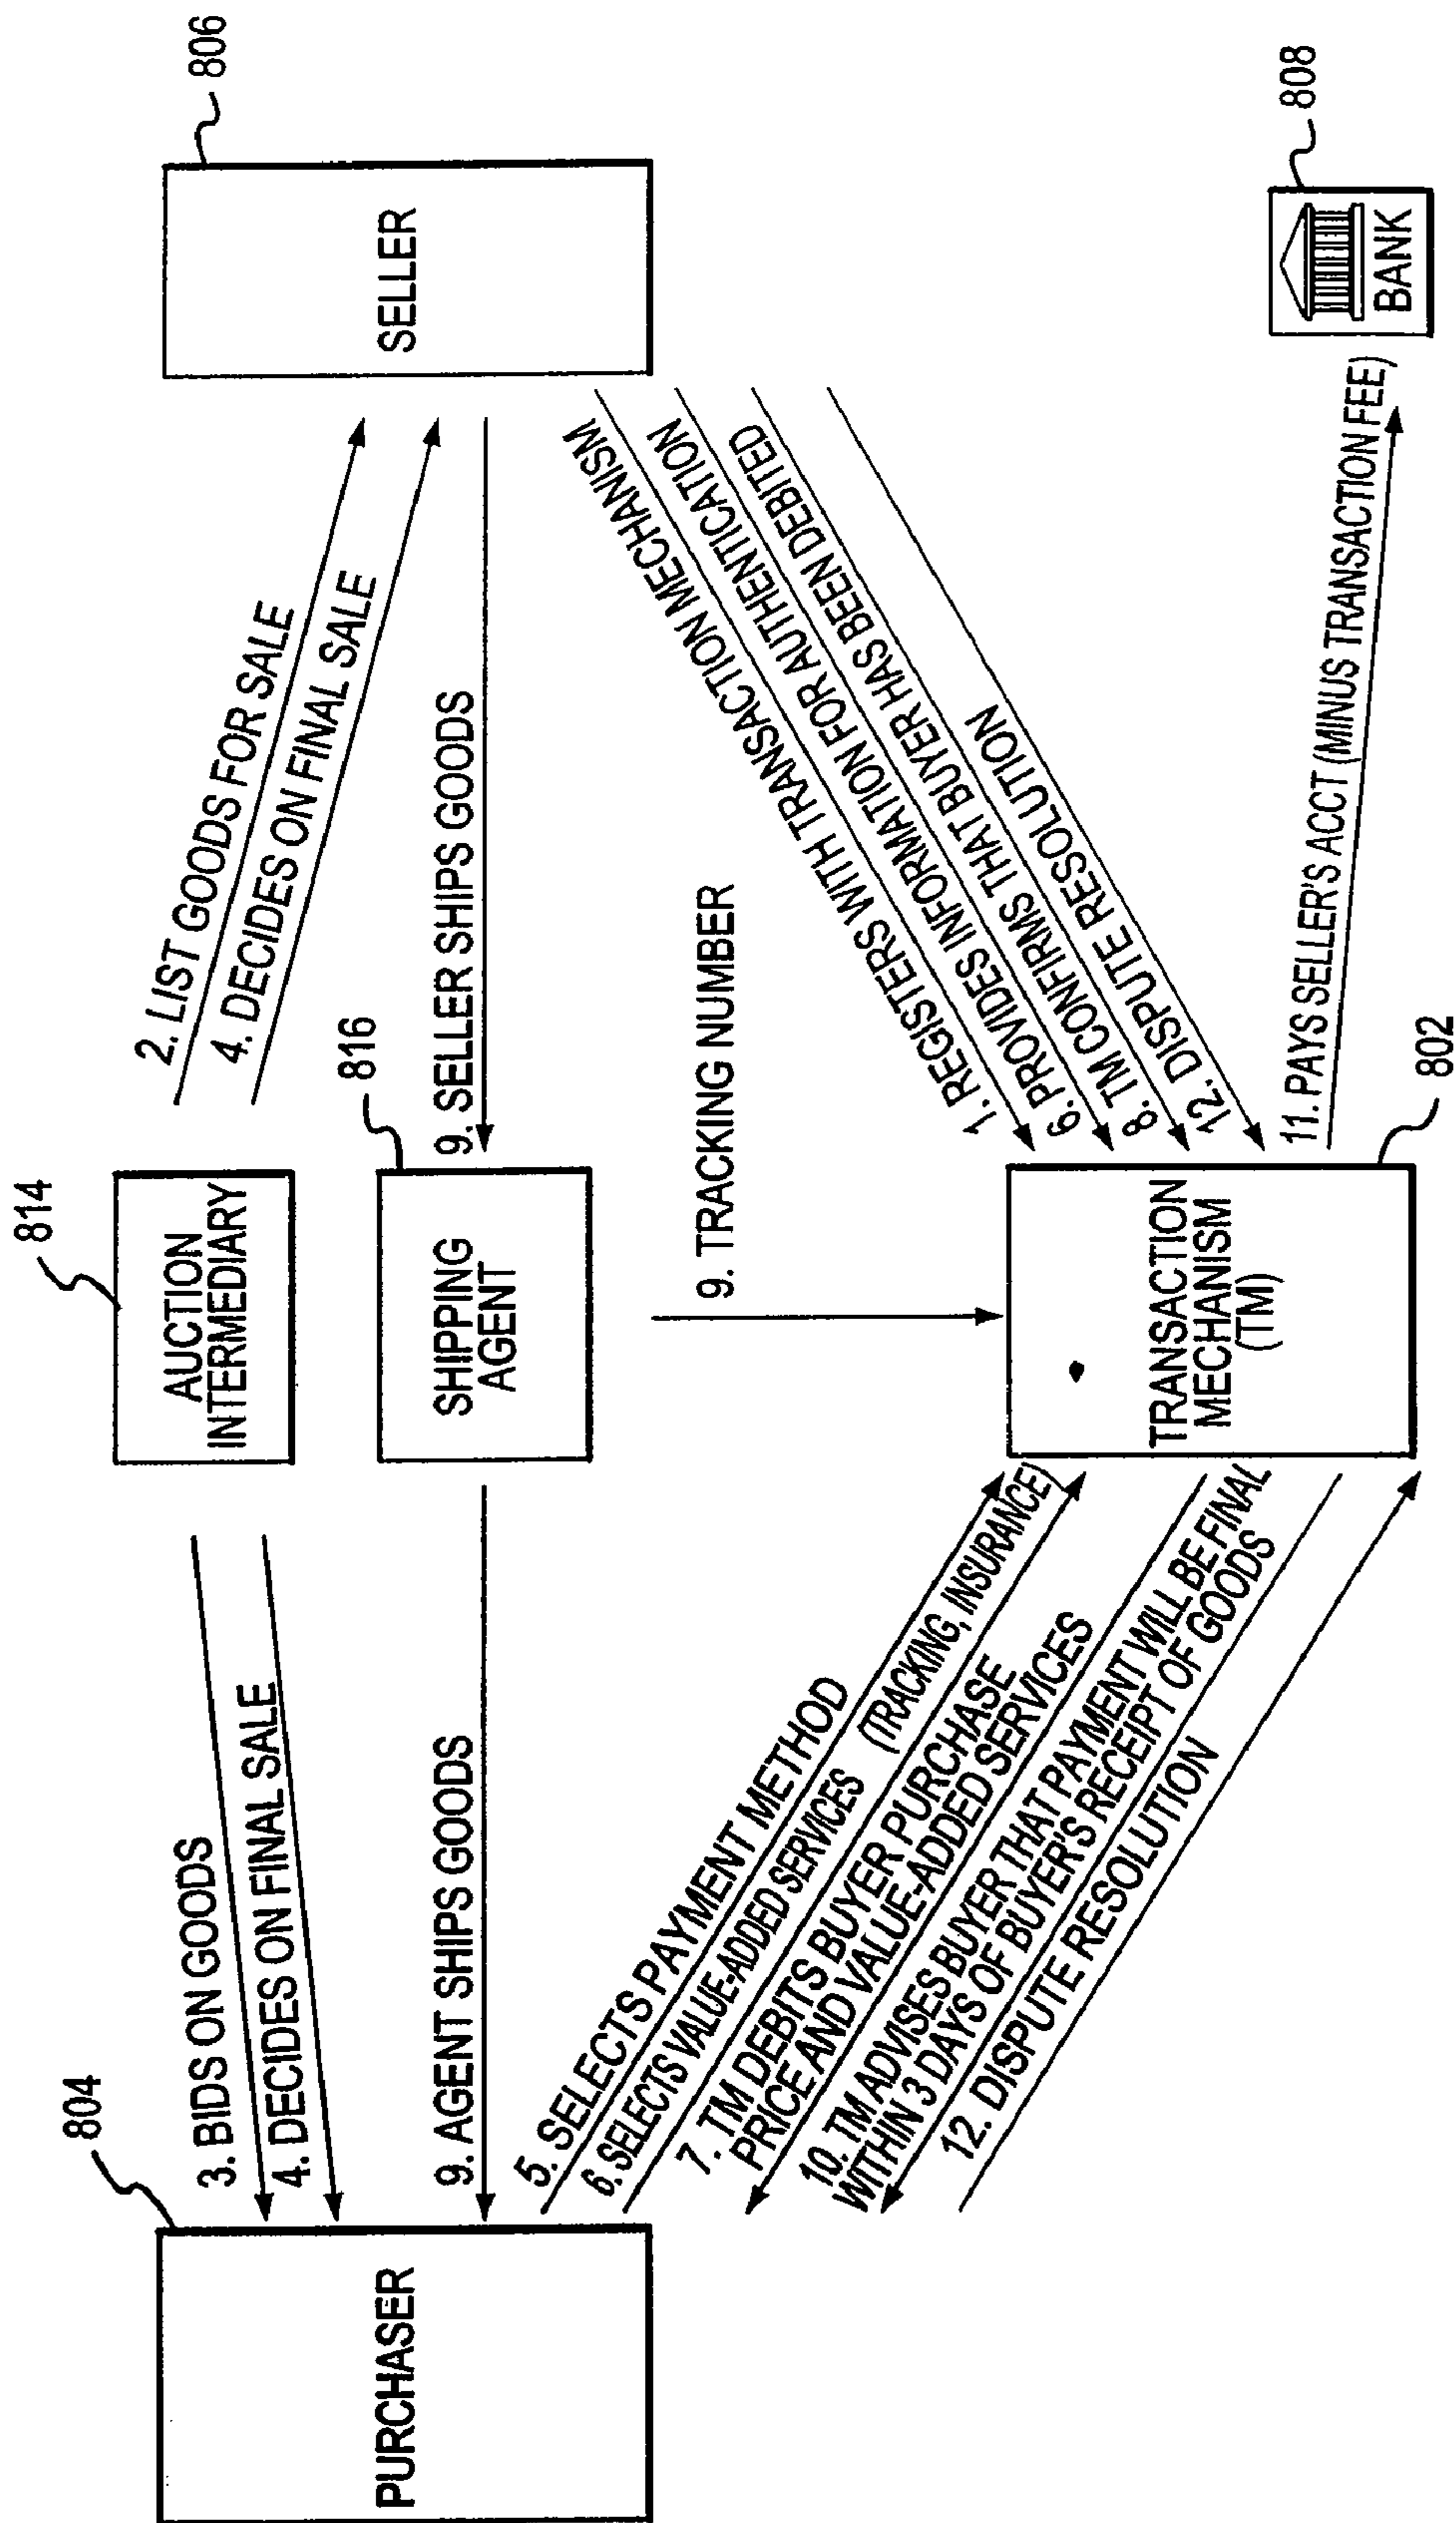 804
PURCHASER
3. BIDS ON GOODS
4. DECIDES ON FINAL SALE
9. AGENT SHIPS GOODS
5. SELECTS PAYMENT METHOD
6. SELECTS VALUE-ADDED SERVICES (TRACKING, INSURANCE)
7. TM DEBITS BUYER PURCHASE
PRICE AND VALUE-ADDED SERVICES
10. TM ADVISES BUYER THAT PAYMENT WILL BE FINAL
WITHIN 3 DAYS OF BUYER'S RECEIPT OF GOODS
12. DISPUTE RESOLUTION
814
AUCTION
INTERMEDIARY
816
SHIPPING
AGENT
9. TRACKING NUMBER
TRANSACTION
MECHANISM
(TM)
802
2. LIST GOODS FOR SALE
4. DECIDES ON FINAL SALE
9. SELLER SHIPS GOODS
1. REGISTERS WITH TRANSACTION MECHANISM
6. PROVIDES INFORMATION FOR AUTHENTICATION
8. TM CONFIRMS THAT BUYER HAS BEEN DEBITED
12. DISPUTE RESOLUTION
11. PAYS SELLER'S ACCT (MINUS TRANSACTION FEE)
806
SELLER
808
BANK